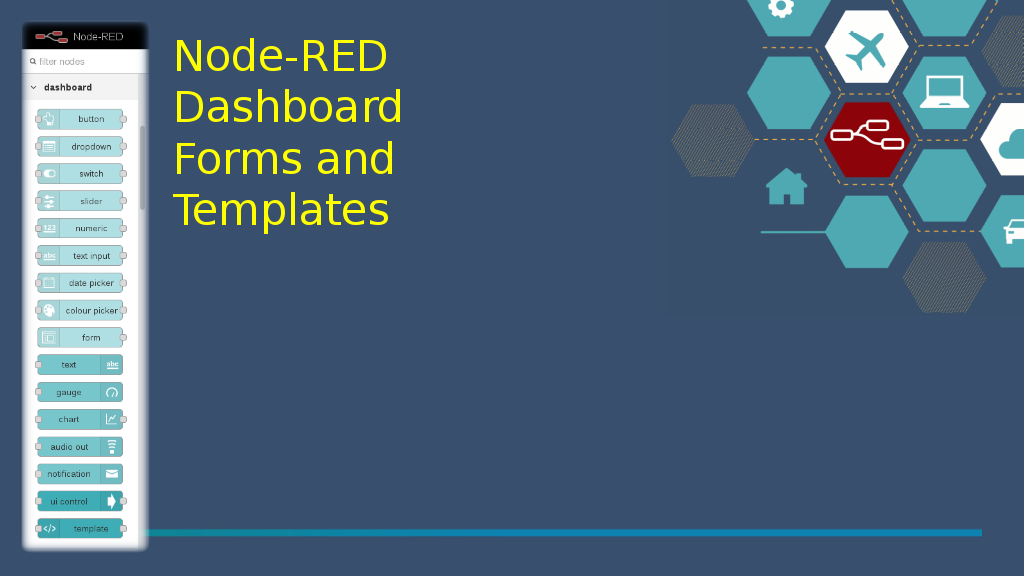 Node-RED
filter nodes
dashboard
button
dropdown
switch
slider
123
numeric
abc
text input
date picker
colour picker
form
text
abc
gauge
chart
audio out
notification
ui control
</>
template
Node-RED
Dashboard
Forms and
Templates